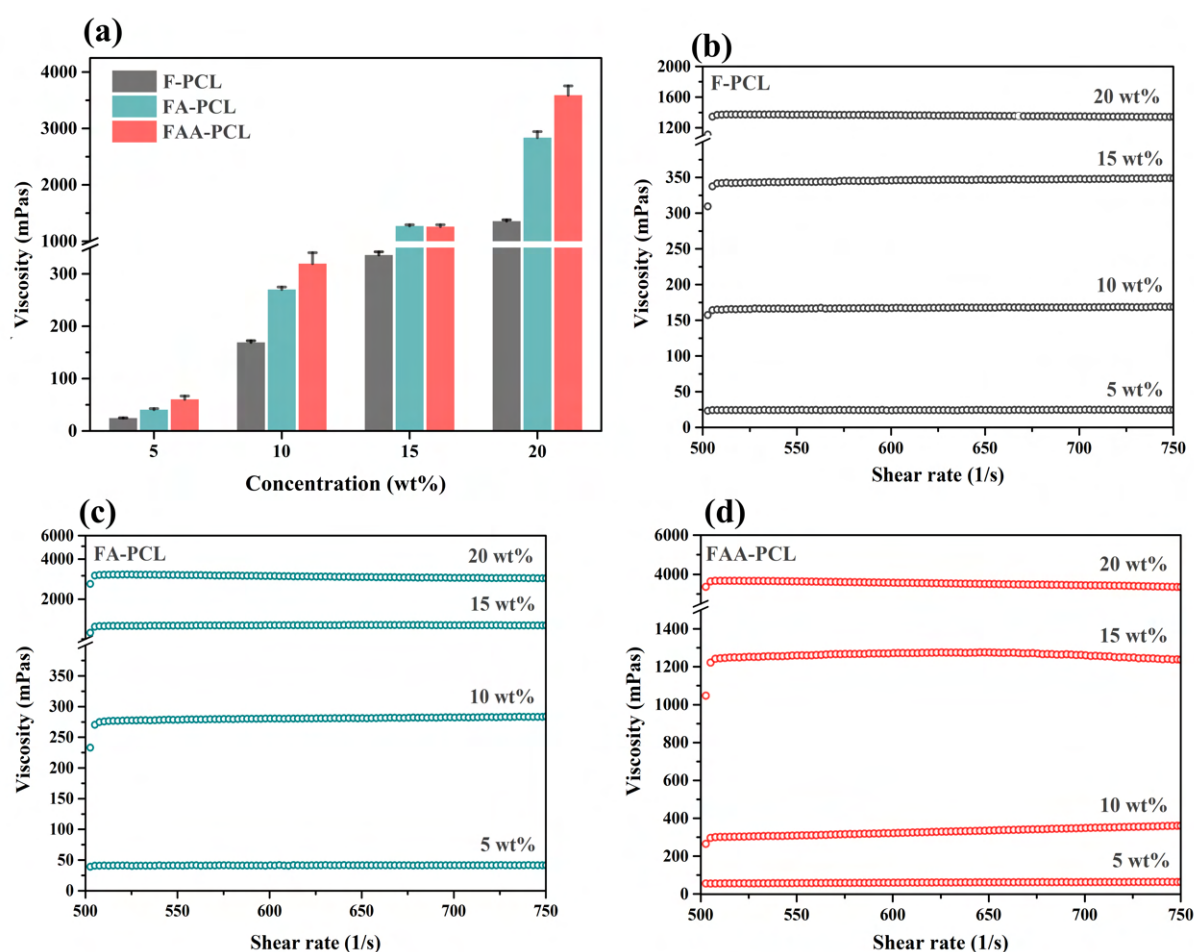 (a)
F-PCL
FA-PCL
FAA-PCL
4000
3000
2000
1000
300
200
100
0
Viscosity (mPas)
5
10
15
20
Concentration (wt%)
(b)
F-PCL
20 wt%
15 wt%
10 wt%
5 wt%
2000
1600
1200
350
300
250
200
150
100
50
0
Viscosity (mPas)
500
550
600
650
700
750
Shear rate (1/s)
(c)
FA-PCL
20 wt%
15 wt%
10 wt%
5 wt%
6000
4000
2000
350
300
250
200
150
100
50
0
Viscosity (mPas)
500
550
600
650
700
750
Shear rate (1/s)
(d)
FAA-PCL
20 wt%
15 wt%
10 wt%
5 wt%
6000
4000
1400
1200
1000
800
600
400
200
0
Viscosity (mPas)
500
550
600
650
700
750
Shear rate (1/s)